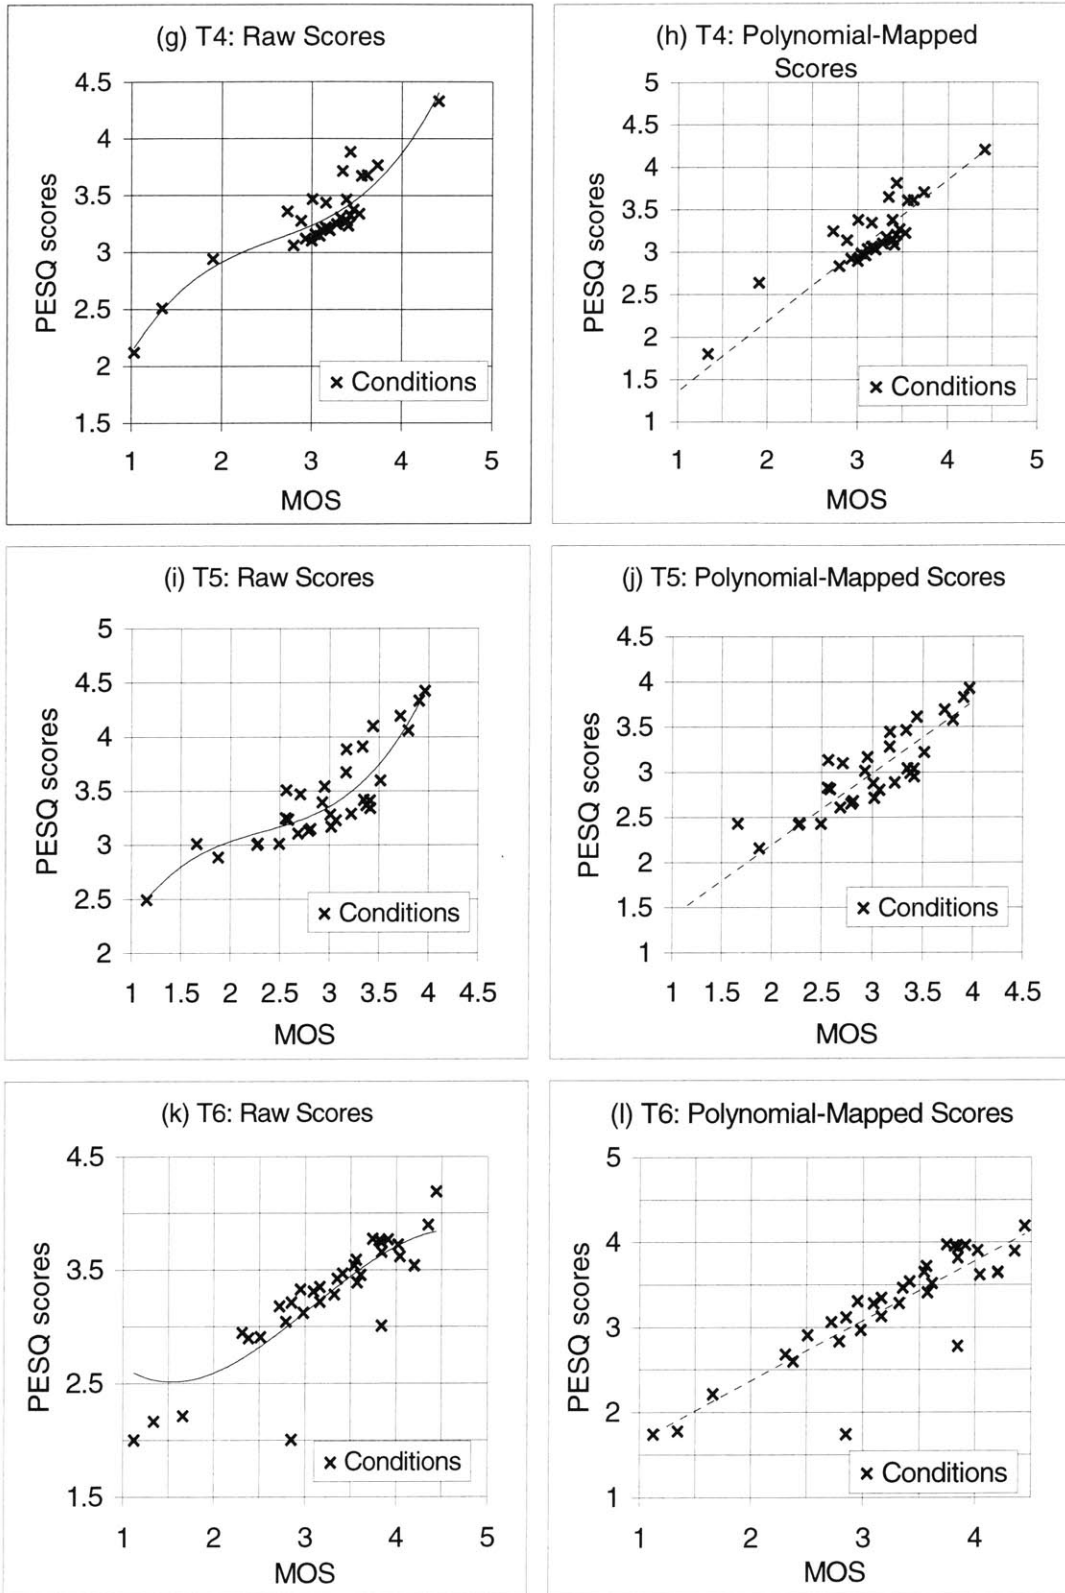 (g) T4: Raw Scores
4.5
4
3.5
3
2.5
2
1.5
PESQ scores
× Conditions
1 2 3 4 5
MOS
(h) T4: Polynomial-Mapped
Scores
5
4.5
4
3.5
3
2.5
2
1.5
1
PESQ scores
× Conditions
1 2 3 4 5
MOS
(i) T5: Raw Scores
5
4.5
4
3.5
3
2.5
2
PESQ scores
× Conditions
1 1.5 2 2.5 3 3.5 4 4.5
MOS
(j) T5: Polynomial-Mapped Scores
4.5
4
3.5
3
2.5
2
1.5
1
PESQ scores
× Conditions
1 1.5 2 2.5 3 3.5 4 4.5
MOS
(k) T6: Raw Scores
4.5
3.5
2.5
1.5
PESQ scores
× Conditions
1 2 3 4 5
MOS
(l) T6: Polynomial-Mapped Scores
5
4
3
2
1
PESQ scores
× Conditions
1 2 3 4
MOS